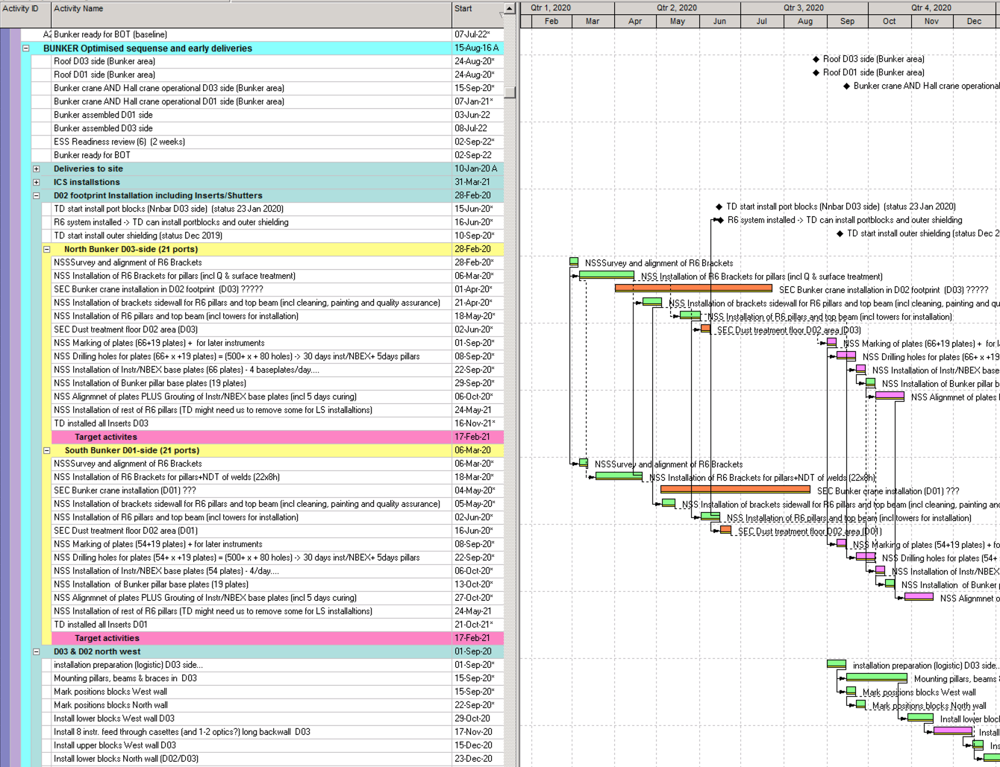 Activity ID Activity Name Start Qtr 1, 2020 Qtr 2, 2020 Qtr 3, 2020 Qtr 4, 2020
Feb Mar Apr May Jun Jul Aug Sep Oct Nov Dec
A2 Bunker ready for BOT (baseline) 07-Jul-22*
BUNKER Optimised sequense and early deliveries 15-Aug-16 A
Roof D03 side (Bunker area) 24-Aug-20* Roof D03 side (Bunker area)
Roof D01 side (Bunker area) 24-Aug-20* Roof D01 side (Bunker area)
Bunker crane AND Hall crane operational D03 side (Bunker area) 15-Sep-20* Bunker crane AND Hall crane operational
Bunker crane AND Hall crane operational D01 side (Bunker area) 07-Jan-21*
Bunker assembled D01 side 03-Jun-22
Bunker assembled D03 side 08-Jul-22
ESS Readiness review (6) (2 weeks) 02-Sep-22*
Bunker ready for BOT 02-Sep-22
Deliveries to site 10-Jan-20 A
ICS installstions 31-Mar-21
D02 footprint Installation including Inserts/Shutters 28-Feb-20
TD start install port blocks (Nnbar D03 side) (status 23 Jan 2020) 15-Jun-20* TD start install port blocks (Nnbar D03 side) (status 23 Jan 2020)
R6 system installed -> TD can install portblocks and outer shielding 16-Jun-20* R6 system installed -> TD can install portblocks and outer shielding
TD start install outer shielding (status Dec 2019) 10-Sep-20* TD start install outer shielding (status Dec 2
North Bunker D03-side (21 ports) 28-Feb-20
NSSSurvey and alignment of R6 Brackets 28-Feb-20* NSSSurvey and alignment of R6 Brackets
NSS Installation of R6 Brackets for pillars (incl Q & surface treatment) 06-Mar-20* NSS Installation of R6 Brackets for pillars (incl Q & surface treatment)
SEC Bunker crane installation in D02 footprint (D03) ????? 01-Apr-20* SEC Bunker crane installation in D02 footprint (D03) ?????
NSS Installation of brackets sidewall for R6 pillars and top beam (incl cleaning, painting and quality assurance) 21-Apr-20* NSS Installation of brackets sidewall for R6 pillars and top beam (incl cleaning, painting and qu
NSS Installation of R6 pillars and top beam (incl towers for installation) 18-May-20* NSS Installation of R6 pillars and top beam (incl towers for installation)
SEC Dust treatment floor D02 area (D03) 02-Jun-20* SEC Dust treatment floor D02 area (D03)
NSS Marking of plates (66+19 plates) + for later instruments 01-Sep-20* NSS Marking of plates (66+19 plates) + for l
NSS Drilling holes for plates (66+ x +19 plates) = (500+ x + 80 holes) -> 30 days inst/NBEX+ 5days pillars 08-Sep-20* NSS Drilling holes for plates (66+ x +19
NSS Installation of Instr/NBEX base plates (66 plates) - 4 baseplates/day.... 22-Sep-20* NSS Installation of Instr/NBEX base
NSS Installation of Bunker pillar base plates (19 plates) 29-Sep-20* NSS Installation of Bunker pillar b
NSS Alignmnet of plates PLUS Grouting of Instr/NBEX base plates (incl 5 days curing) 06-Oct-20* NSS Alignmnet of plates
NSS Installation of rest of R6 pillars (TD might need us to remove some for LS installaltions) 24-May-21
TD installed all Inserts D03 16-Nov-21*
Target activites 17-Feb-21
South Bunker D01-side (21 ports) 06-Mar-20
NSSSurvey and alignment of R6 Brackets 06-Mar-20* NSSSurvey and alignment of R6 Brackets
NSS Installation of R6 Brackets for pillars+NDT of welds (22x8h) 18-Mar-20* NSS Installation of R6 Brackets for pillars+NDT of welds (22x8h)
SEC Bunker crane installation (D01) ??? 04-May-20* SEC Bunker crane installation (D01) ???
NSS Installation of brackets sidewall for R6 pillars and top beam (incl cleaning, painting and quality assurance) 05-May-20* NSS Installation of brackets sidewall for R6 pillars and top beam (incl cleaning, painting an
NSS Installation of R6 pillars and top beam (incl towers for installation) 02-Jun-20* NSS Installation of R6 pillars and top beam (incl towers for installation)
SEC Dust treatment floor D02 area (D01) 16-Jun-20* SEC Dust treatment floor D02 area (D01)
NSS Marking of plates (54+19 plates) + for later instruments 08-Sep-20* NSS Marking of plates (54+19 plates) + fo
NSS Drilling holes for plates (54+ x +19 plates) = (500+ x + 80 holes) -> 30 days inst/NBEX+ 5days pillars 22-Sep-20* NSS Drilling holes for plates (54+
NSS Installation of Instr/NBEX base plates (54 plates) - 4/day.... 06-Oct-20* NSS Installation of Instr/NBEX
NSS Installation of Bunker pillar base plates (19 plates) 13-Oct-20* NSS Installation of Bunker p
NSS Alignmnet of plates PLUS Grouting of Instr/NBEX base plates (incl 5 days curing) 27-Oct-20* NSS Alignmnet o
NSS Installation of rest of R6 pillars (TD might need us to remove some for LS installaltions) 24-May-21
TD installed all Inserts D01 21-Oct-21*
Target activities 17-Feb-21
D03 & D02 north west 01-Sep-20
installation preparation (logistic) D03 side... 01-Sep-20* installation preparation (logistic) D03 side..
Mounting pillars, beams & braces in D03 15-Sep-20* Mounting pillars, beams &
Mark positions blocks West wall 15-Sep-20* Mark positions blocks West wall
Mark positions blocks North wall 22-Sep-20* Mark positions blocks North wall
Install lower blocks West wall D03 29-Oct-20 Install lower bloc
Install 8 instr. feed through casettes (and 1-2 optics?) long backwall D03 17-Nov-20 Install
Install upper blocks West wall D03 15-Dec-20 Ins
Install lower blocks North wall (D02/D03) 23-Dec-20